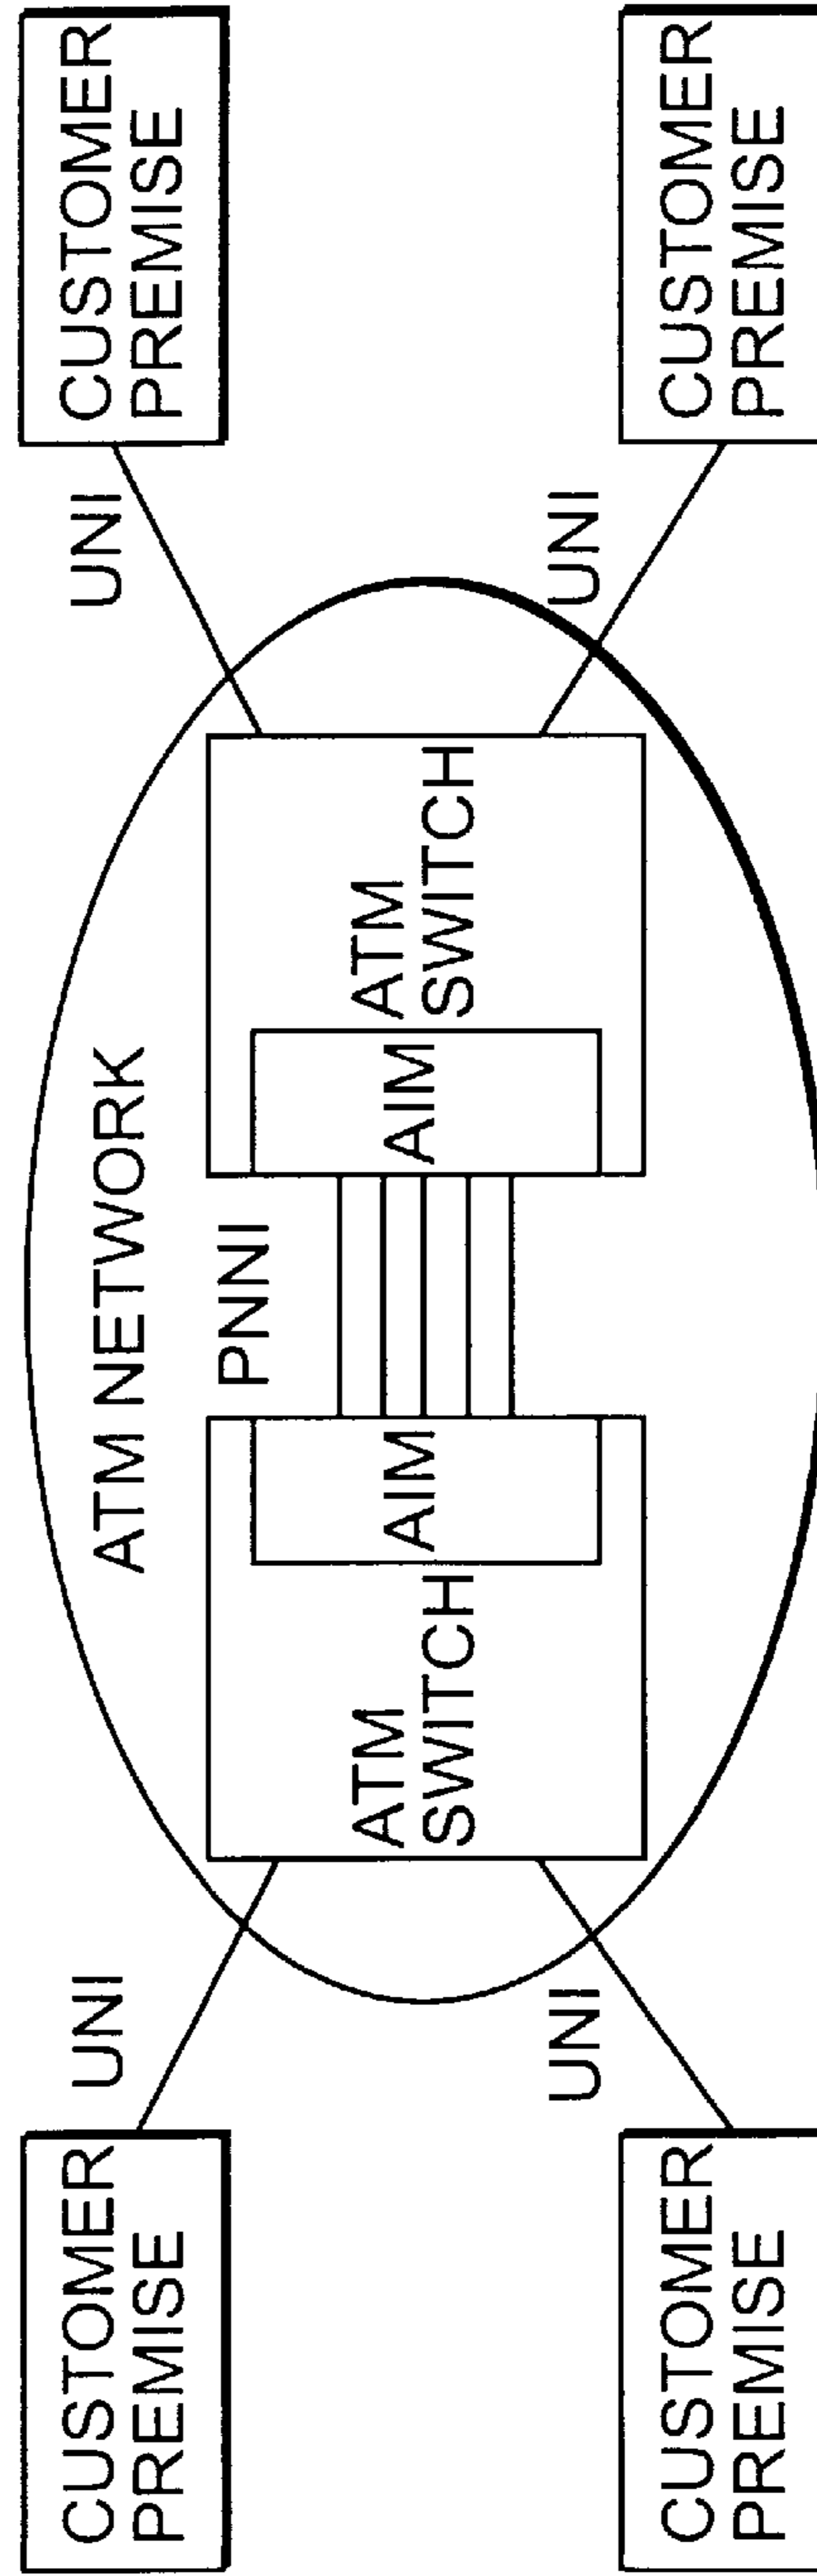 CUSTOMER
PREMISE
UNI
ATM NETWORK
UNI
CUSTOMER
PREMISE
PNNI
ATM
SWITCH
AIM
AIM
ATM
SWITCH
CUSTOMER
PREMISE
UNI
UNI
CUSTOMER
PREMISE